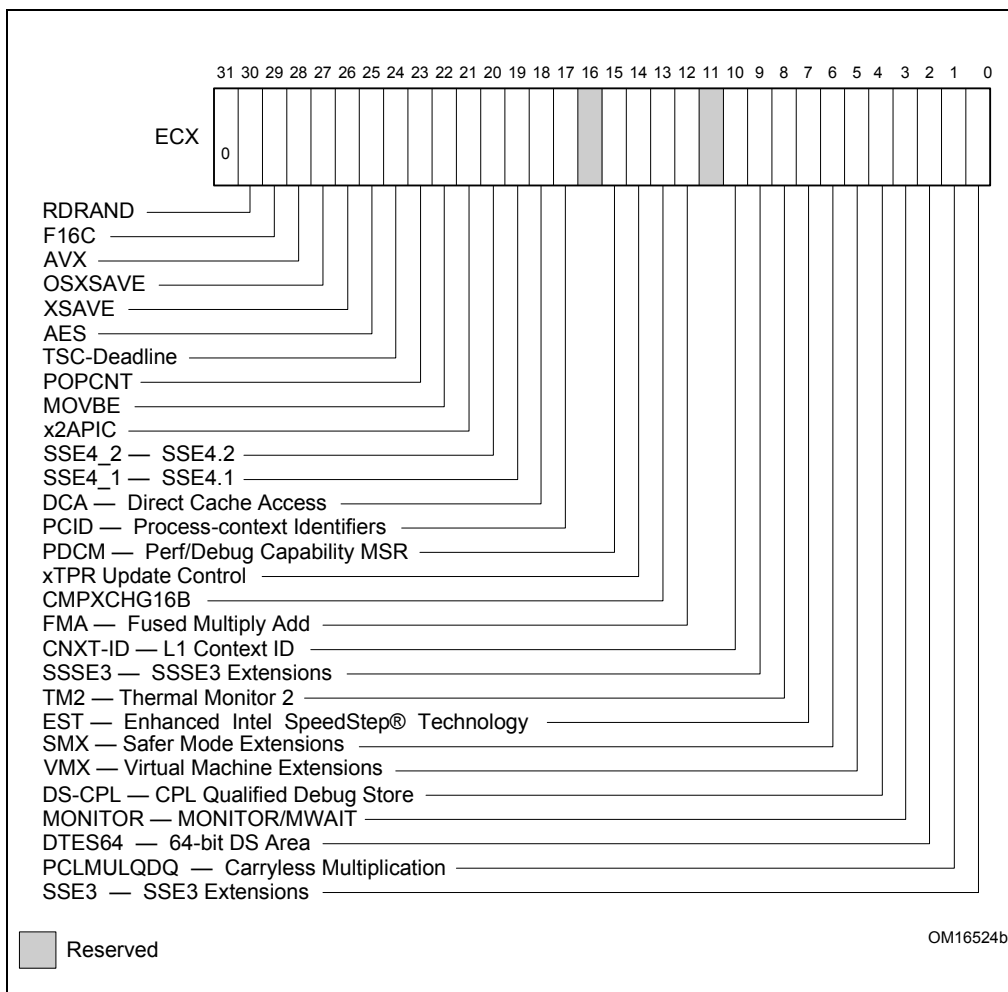 31 30 29 28 27 26 25 24 23 22 21 20 19 18 17 16 15 14 13 12 11 10 9 8 7 6 5 4 3 2 1 0
ECX
0
RDRAND
F16C
AVX
OSXSAVE
XSAVE
AES
TSC-Deadline
POPCNT
MOVBE
x2APIC
SSE4_2 — SSE4.2
SSE4_1 — SSE4.1
DCA — Direct Cache Access
PCID — Process-context Identifiers
PDCM — Perf/Debug Capability MSR
xTPR Update Control
CMPXCHG16B
FMA — Fused Multiply Add
CNXT-ID — L1 Context ID
SSSE3 — SSSE3 Extensions
TM2 — Thermal Monitor 2
EST — Enhanced Intel SpeedStep® Technology
SMX — Safer Mode Extensions
VMX — Virtual Machine Extensions
DS-CPL — CPL Qualified Debug Store
MONITOR — MONITOR/MWAIT
DTES64 — 64-bit DS Area
PCLMULQDQ — Carryless Multiplication
SSE3 — SSE3 Extensions
OM16524b
Reserved